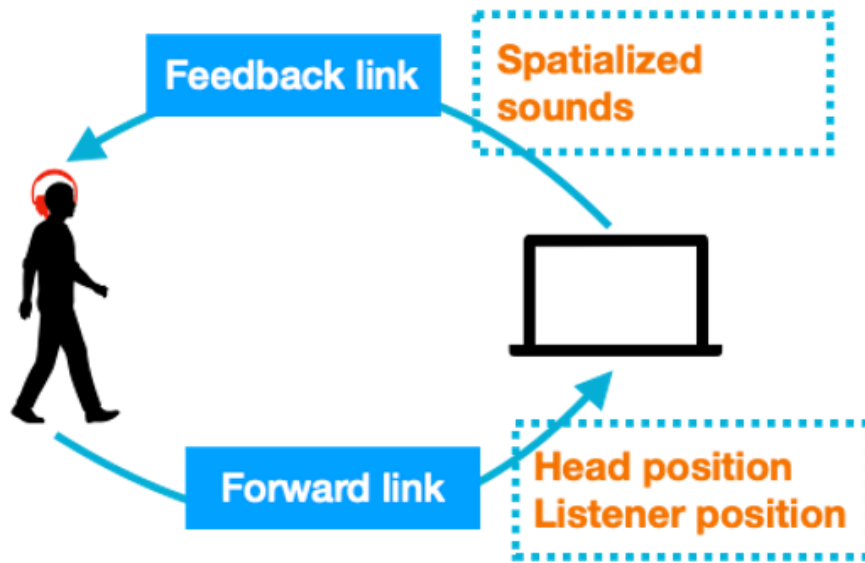 Feedback link
Spatialized
sounds
Forward link
Head position
Listener position